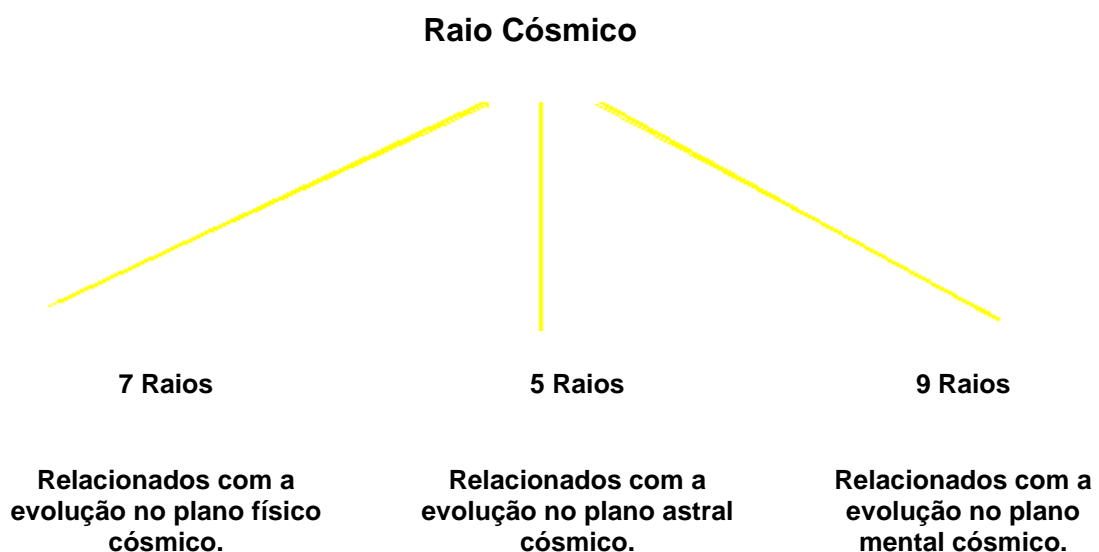 Raio Cósmico
7 Raios
5 Raios
9 Raios
Relacionados com a
evolução no plano físico
cósmico.
Relacionados com a
evolução no plano astral
cósmico.
Relacionados com a
evolução no plano
mental cósmico.